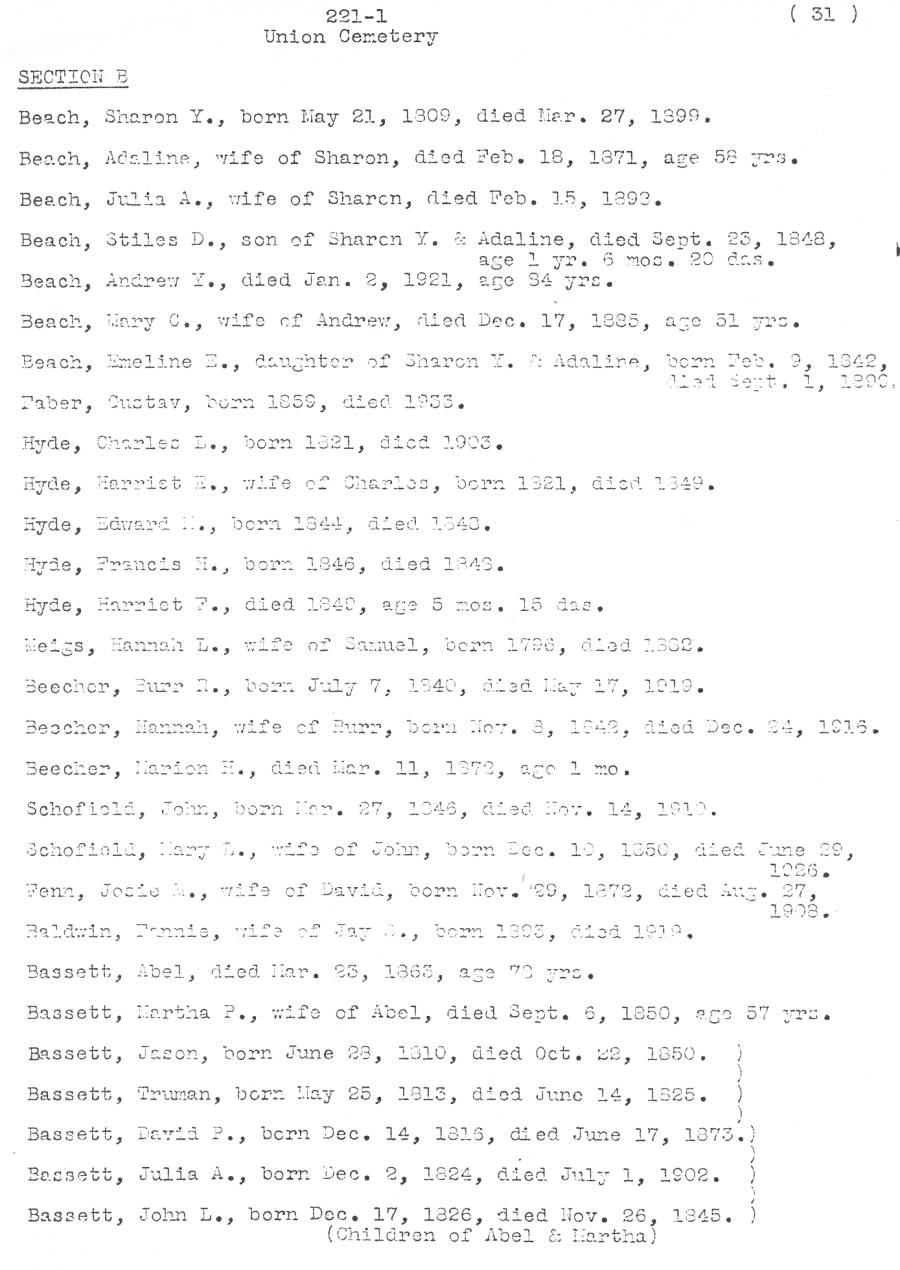 221-1
( 31 )
Union Cemetery
SECTION B
Beach, Sharon Y., born May 21, 1809, died Mar. 27, 1899.
Beach, Adaline, wife of Sharon, died Feb. 18, 1871, age 58 yrs.
Beach, Julia A., wife of Sharon, died Feb. 15, 1893.
Beach, Stiles D., son of Sharon Y. & Adaline, died Sept. 23, 1848,
age 1 yr. 6 mos. 20 das.
Beach, Andrew Y., died Jan. 2, 1921, age 84 yrs.
Beach, Mary C., wife of Andrew, died Dec. 17, 1885, age 51 yrs.
Beach, Emeline E., daughter of Sharon Y. & Adaline, born Feb. 9, 1842,
died Sept. 1,
Faber, Gustav, born 1859, died 1933.
Hyde, Charles L., born 1821, died 1903.
Hyde, Harriet E., wife of Charles, born 1821, died 1849.
Hyde, Edward born 1844, died 1848.
Hyde, Francis H., born 1846, died 1848.
Hyde, Harriet F., died 1849, age 5 mos. 15 das.
Meigs, Hannah L., wife of Samuel, born 1796, died 1882.
Beecher, Burr R., born July 7, 1840, died May 17, 1919.
Beecher, Hannah, wife of Burr, born Nov. 8, 1842, died Dec. 24, 1916.
Beecher, Marion H., died Mar. 11, 1872, age 1 mo.
Schofield, John, born Mar. 27, 1846, died Nov. 14, 1919.
Schofield, Mary L., wife of John, born Dec. 10, 1850, died June 29,
1926.
Fenn, Josie M., wife of David, born Nov. 29, 1872, died Aug. 27,
1908.
Baldwin, Fannie, wife of Jay born 1893, died 1919.
Bassett, Abel, died Mar. 23, 1863, age 78 yrs.
Bassett, Martha P., wife of Abel, died Sept. 6, 1850, age 57 yrs.
Bassett, Jason, born June 28, 1810, died Oct. 22, 1850. )
Bassett, Truman, born May 25, 1813, died June 14, 1825. )
Bassett, David P., born Dec. 14, 1816, died June 17, 1873. )
Bassett, Julia A., born Dec. 2, 1824, died July 1, 1902. )
Bassett, John L., born Dec. 17, 1826, died Nov. 26, 1845. )
(Children of Abel & Martha)